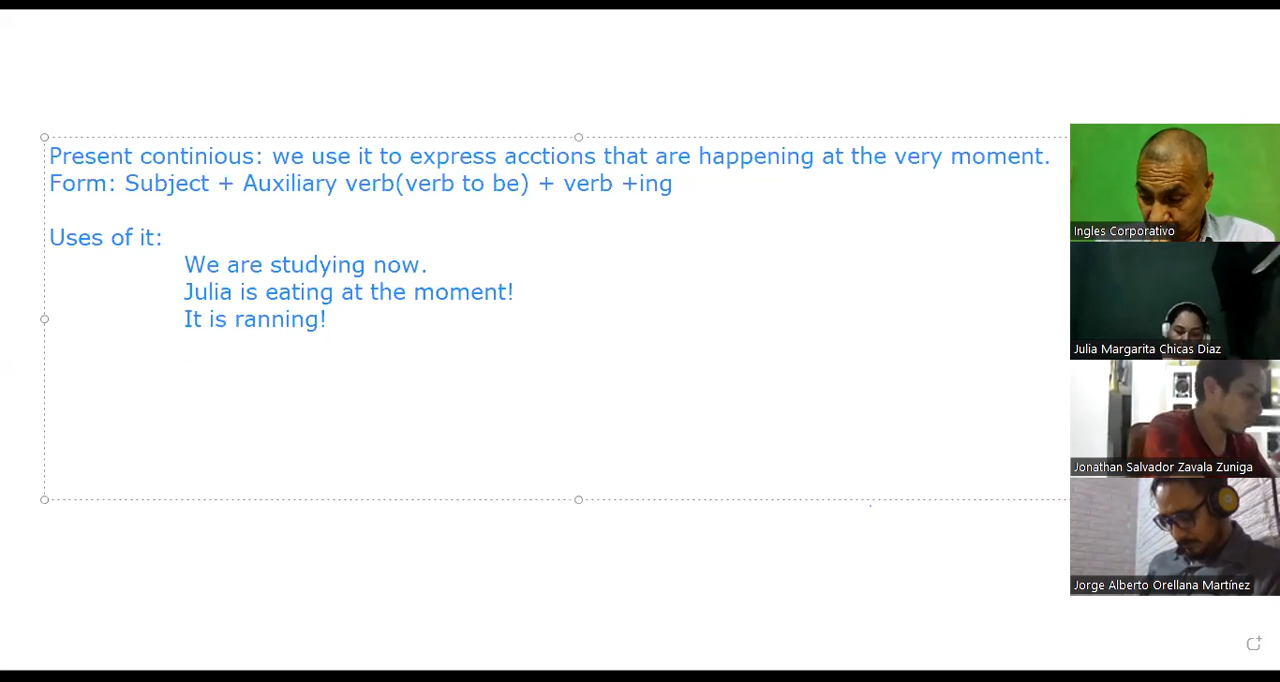 Present continious: we use it to express acctions that are happening at the very moment.
Form: Subject + Auxiliary verb(verb to be) + verb +ing
Uses of it:
We are studying now.
Julia is eating at the moment!
It is ranning!
Ingles Corporativo
Julia Margarita Chicas Diaz
Jonathan Salvador Zavala Zuniga
Jorge Alberto Orellana Martínez